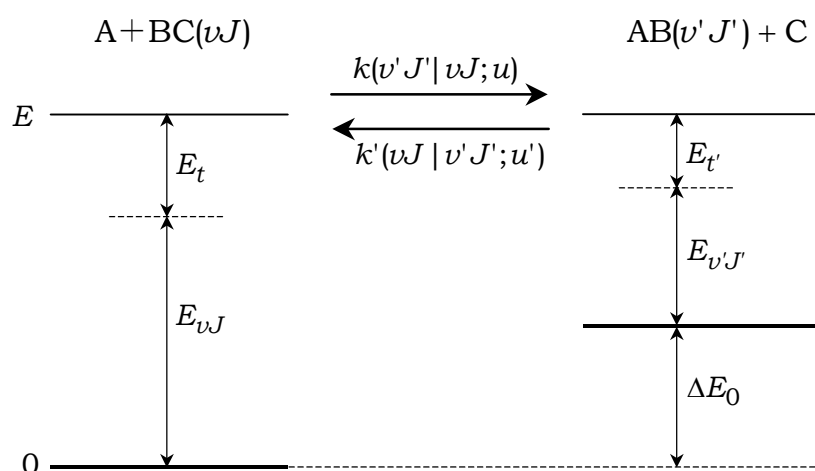 A+BC(vJ)
AB(v'J') + C
k(v'J'|vJ;u)
k'(vJ|v'J';u')
E
E_t
E_t'
E_vJ
E_v'J'
ΔE_0
0